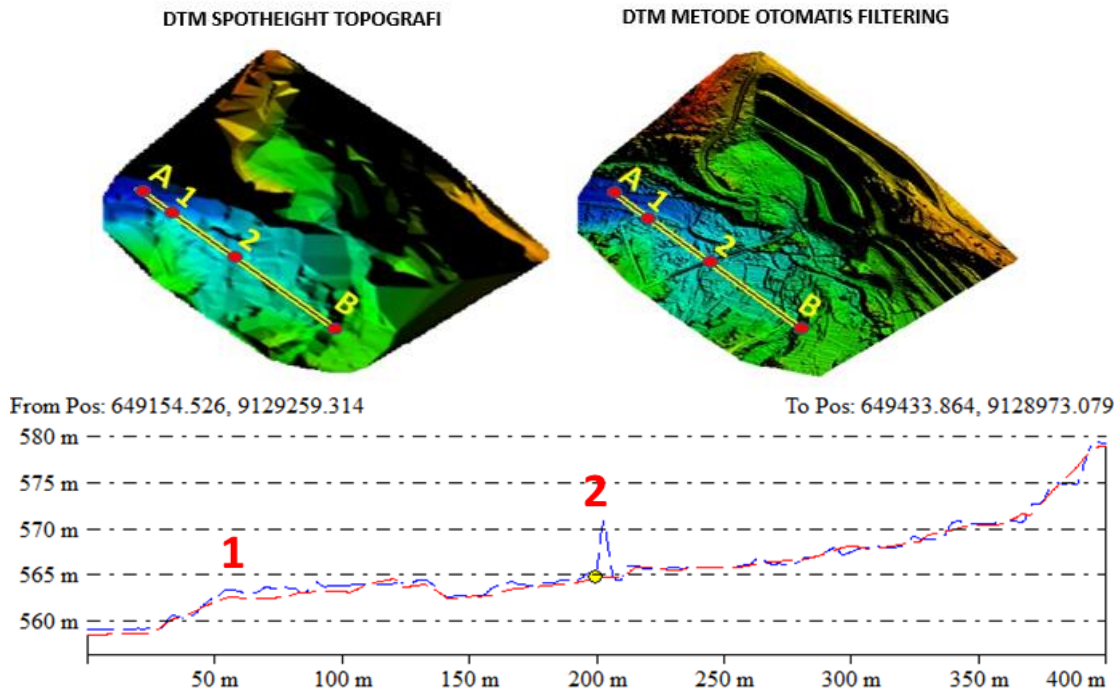 DTM SPOTHEIGHT TOPOGRAFI
DTM METODE OTOMATIS FILTERING
A
1
2
B
A
1
2
B
From Pos: 649154.526, 9129259.314
To Pos: 649433.864, 9128973.079
580 m
575 m
570 m
565 m
560 m
1
2
50 m
100 m
150 m
200 m
250 m
300 m
350 m
400 m